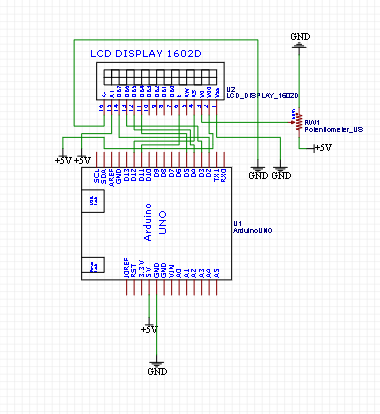 GND
LCD DISPLAY 1602D
U2
LCD_DISPLAY_1602D
K A D7 D6 D5 D4 D3 D2 D1 D0 E RW RS V0 VDD VSS
16 15 14 13 12 11 10 9 8 7 6 5 4 3 2 1
RW1
Potentiometer_US
+5V
+5V +5V
GND GND
SCL SDA AREF GND D13 D12 D11 D10 D9 D8 D7 D6 D5 D4 D3 D2 TX1 RX0
Arduino
UNO
U1
ArduinoUNO
IOREF RST 3.3V 5V GND GND VIN A0 A1 A2 A3 A4 A5
+5V
GND